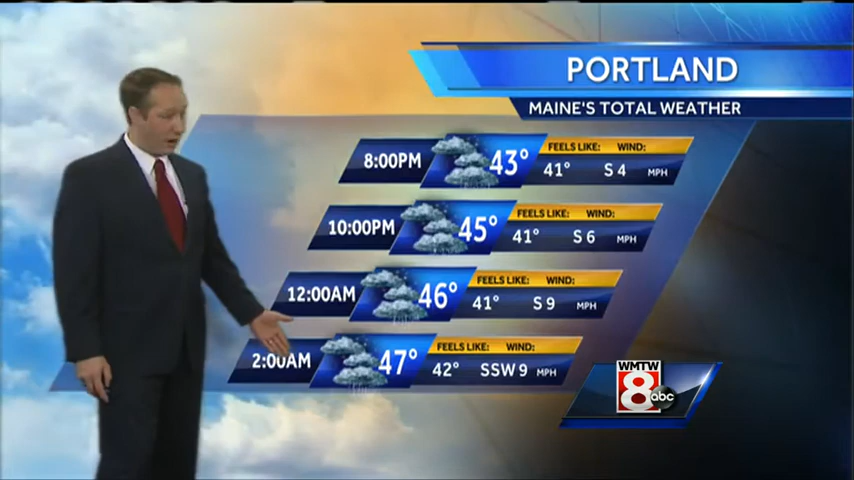 PORTLAND
MAINE'S TOTAL WEATHER
8:00PM 43° FEELS LIKE: 41° WIND: S 4 MPH
10:00PM 45° FEELS LIKE: 41° WIND: S 6 MPH
12:00AM 46° FEELS LIKE: 41° WIND: S 9 MPH
2:00AM 47° FEELS LIKE: 42° WIND: SSW 9 MPH
WMTW
8 abc